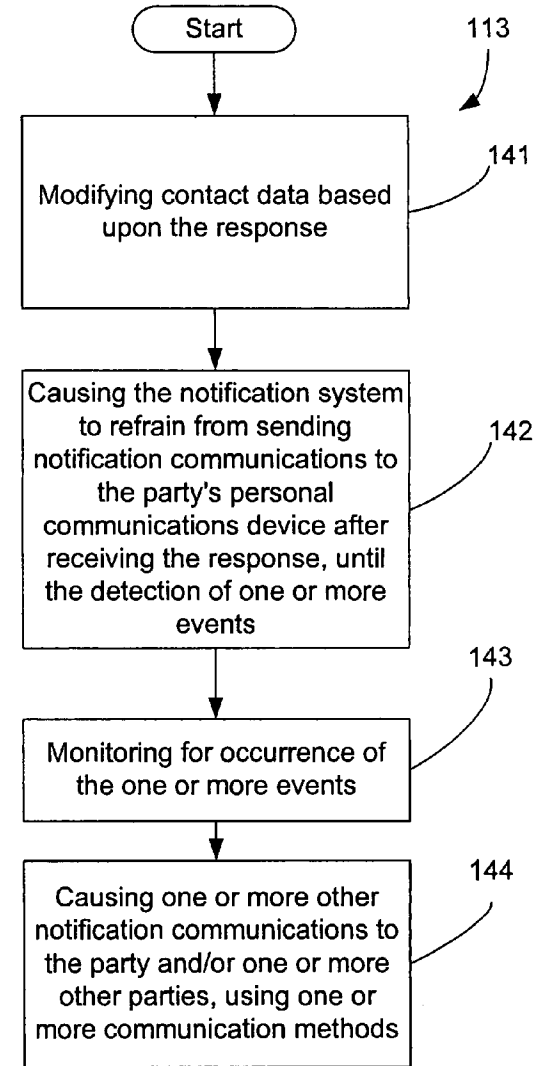 Start
113
Modifying contact data based
upon the response
141
Causing the notification system
to refrain from sending
notification communications to
the party's personal
communications device after
receiving the response, until
the detection of one or more
events
142
Monitoring for occurrence of
the one or more events
143
Causing one or more other
notification communications to
the party and/or one or more
other parties, using one or
more communication methods
144